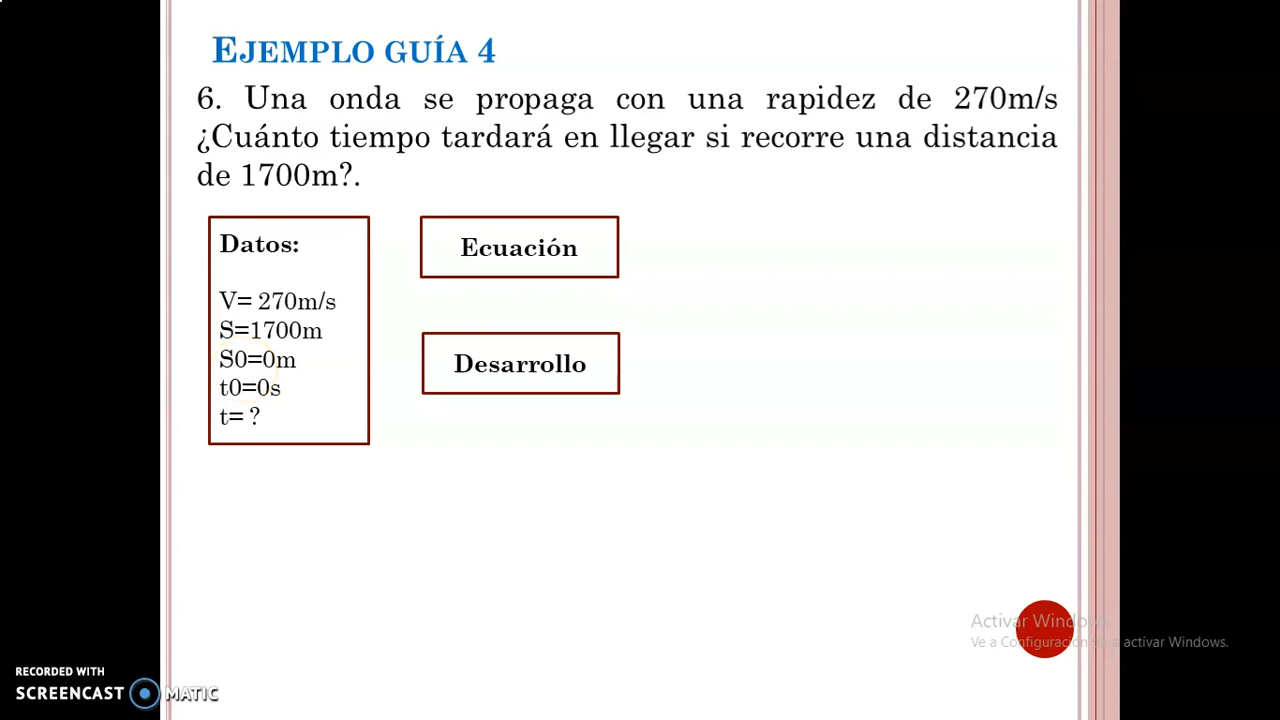 EJEMPLO GUÍA 4
6. Una onda se propaga con una rapidez de 270m/s
¿Cuánto tiempo tardará en llegar si recorre una distancia
de 1700m?.
Datos:
V= 270m/s
S=1700m
S0=0m
t0=0s
t= ?
Ecuación
Desarrollo
Activar Windows
Ve a Configuración para activar Windows.
RECORDED WITH
SCREENCAST MATIC